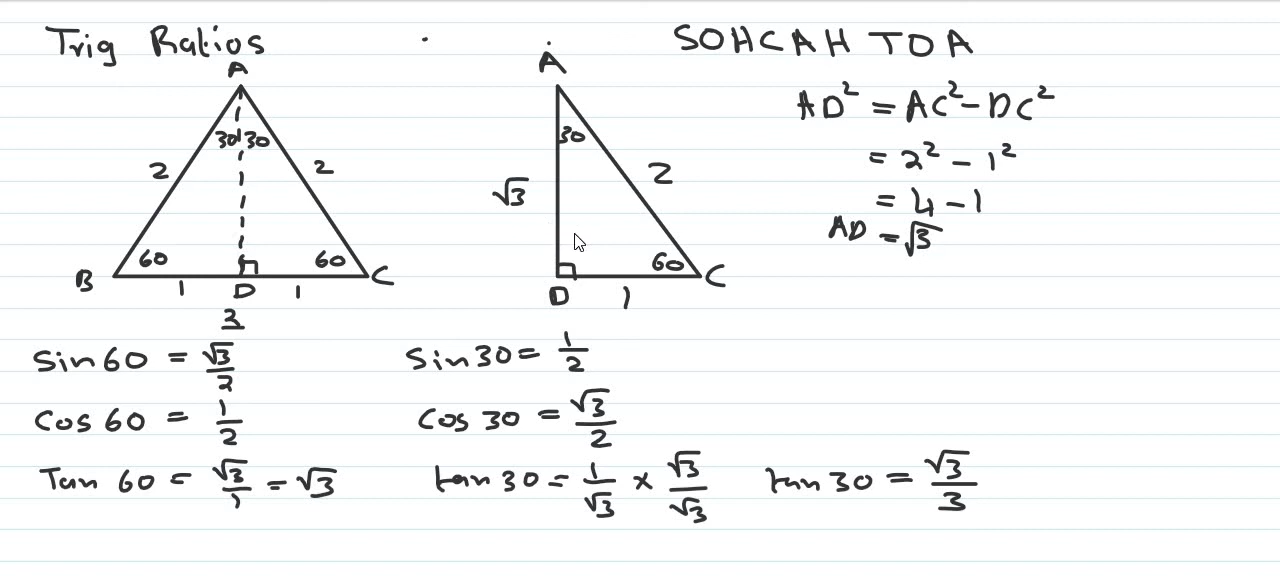 Trig Ratios
SOHCAH TOA
A
30 30
2 2
60 60
B 1 D 1 C
2
A
30
√3 2
60
D 1 C
AD² = AC² - DC²
= 2² - 1²
= 4 - 1
AD = √3
Sin 60 = √3/2
Sin 30 = 1/2
Cos 60 = 1/2
Cos 30 = √3/2
Tan 60 = √3/1 = √3
tan 30 = 1/√3 × √3/√3
tan 30 = √3/3